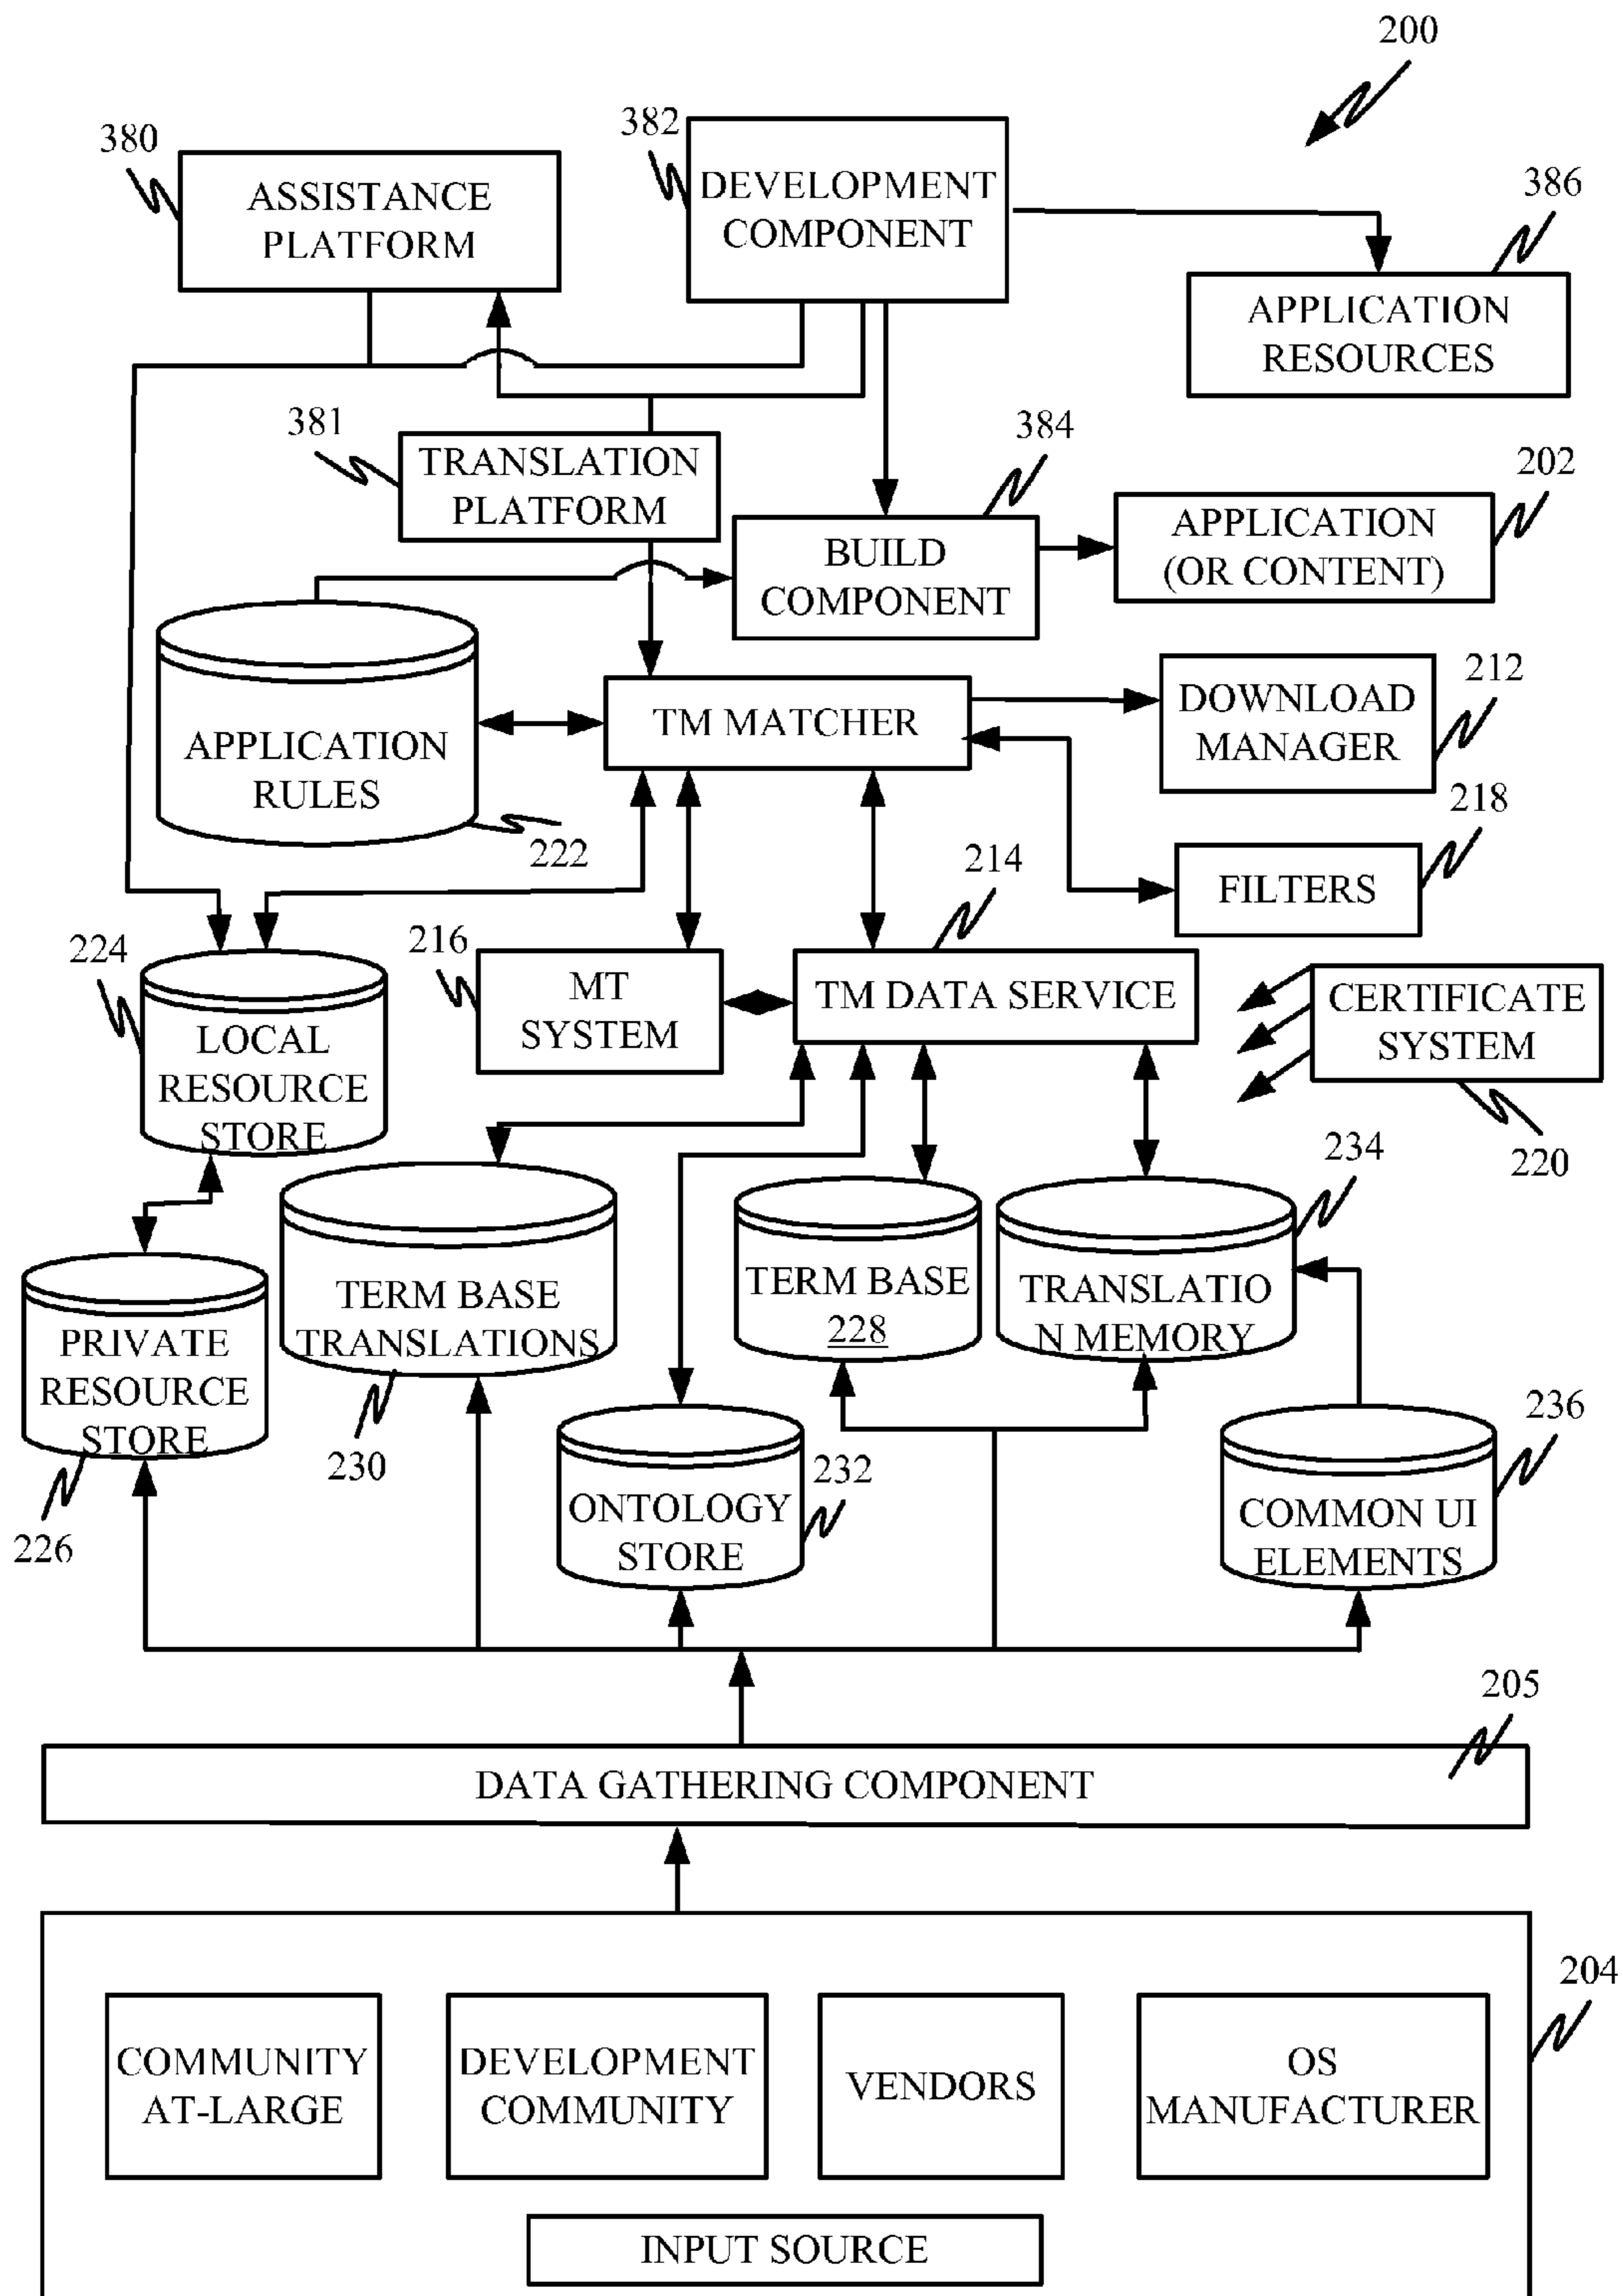 200
380
382
386
ASSISTANCE
PLATFORM
DEVELOPMENT
COMPONENT
APPLICATION
RESOURCES
381
384
202
TRANSLATION
PLATFORM
BUILD
COMPONENT
APPLICATION
(OR CONTENT)
APPLICATION
RULES
222
TM MATCHER
DOWNLOAD
MANAGER
212
218
FILTERS
214
224
216
LOCAL
RESOURCE
STORE
MT
SYSTEM
TM DATA SERVICE
CERTIFICATE
SYSTEM
220
234
PRIVATE
RESOURCE
STORE
226
TERM BASE
TRANSLATIONS
230
TERM BASE
228
TRANSLATIO
N MEMORY
ONTOLOGY
STORE
232
COMMON UI
ELEMENTS
236
205
DATA GATHERING COMPONENT
204
COMMUNITY
AT-LARGE
DEVELOPMENT
COMMUNITY
VENDORS
OS
MANUFACTURER
INPUT SOURCE